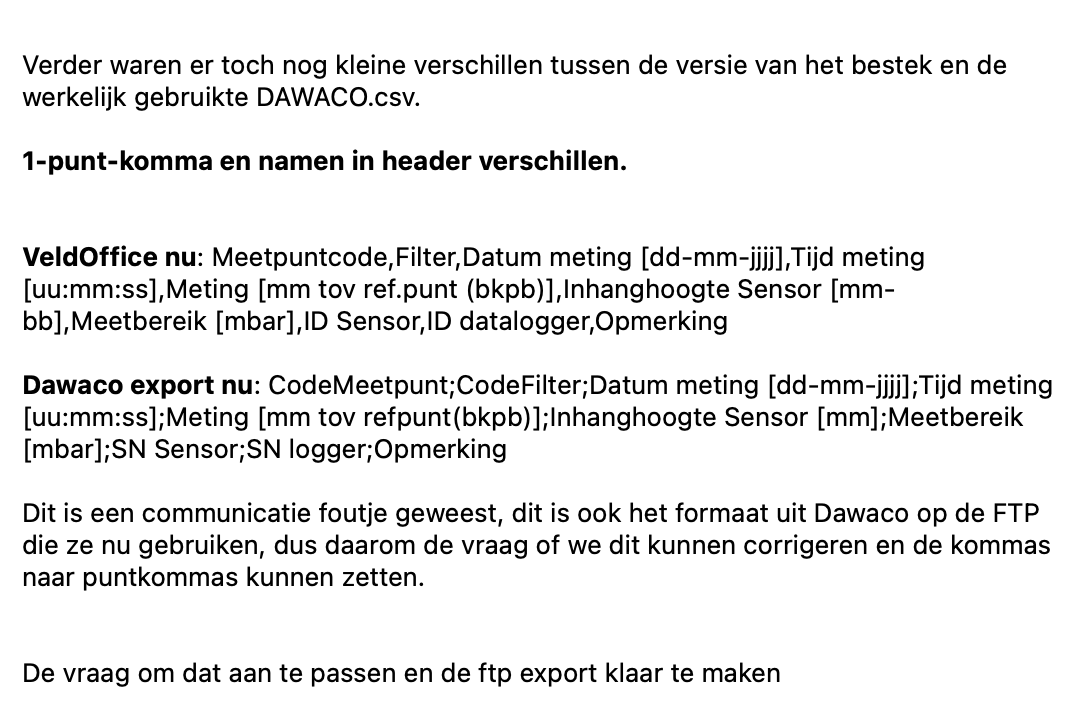 Verder waren er toch nog kleine verschillen tussen de versie van het bestek en de
werkelijk gebruikte DAWACO.csv.
1-punt-komma en namen in header verschillen.
VeldOffice nu: Meetpuntcode,Filter,Datum meting [dd-mm-jjjj],Tijd meting
[uu:mm:ss],Meting [mm tov ref.punt (bkpb)],Inhanghoogte Sensor [mm-
bb],Meetbereik [mbar],ID Sensor,ID datalogger,Opmerking
Dawaco export nu: CodeMeetpunt;CodeFilter;Datum meting [dd-mm-jjjj];Tijd meting
[uu:mm:ss];Meting [mm tov refpunt(bkpb)];Inhanghoogte Sensor [mm];Meetbereik
[mbar];SN Sensor;SN logger;Opmerking
Dit is een communicatie foutje geweest, dit is ook het formaat uit Dawaco op de FTP
die ze nu gebruiken, dus daarom de vraag of we dit kunnen corrigeren en de kommas
naar puntkommas kunnen zetten.
De vraag om dat aan te passen en de ftp export klaar te maken